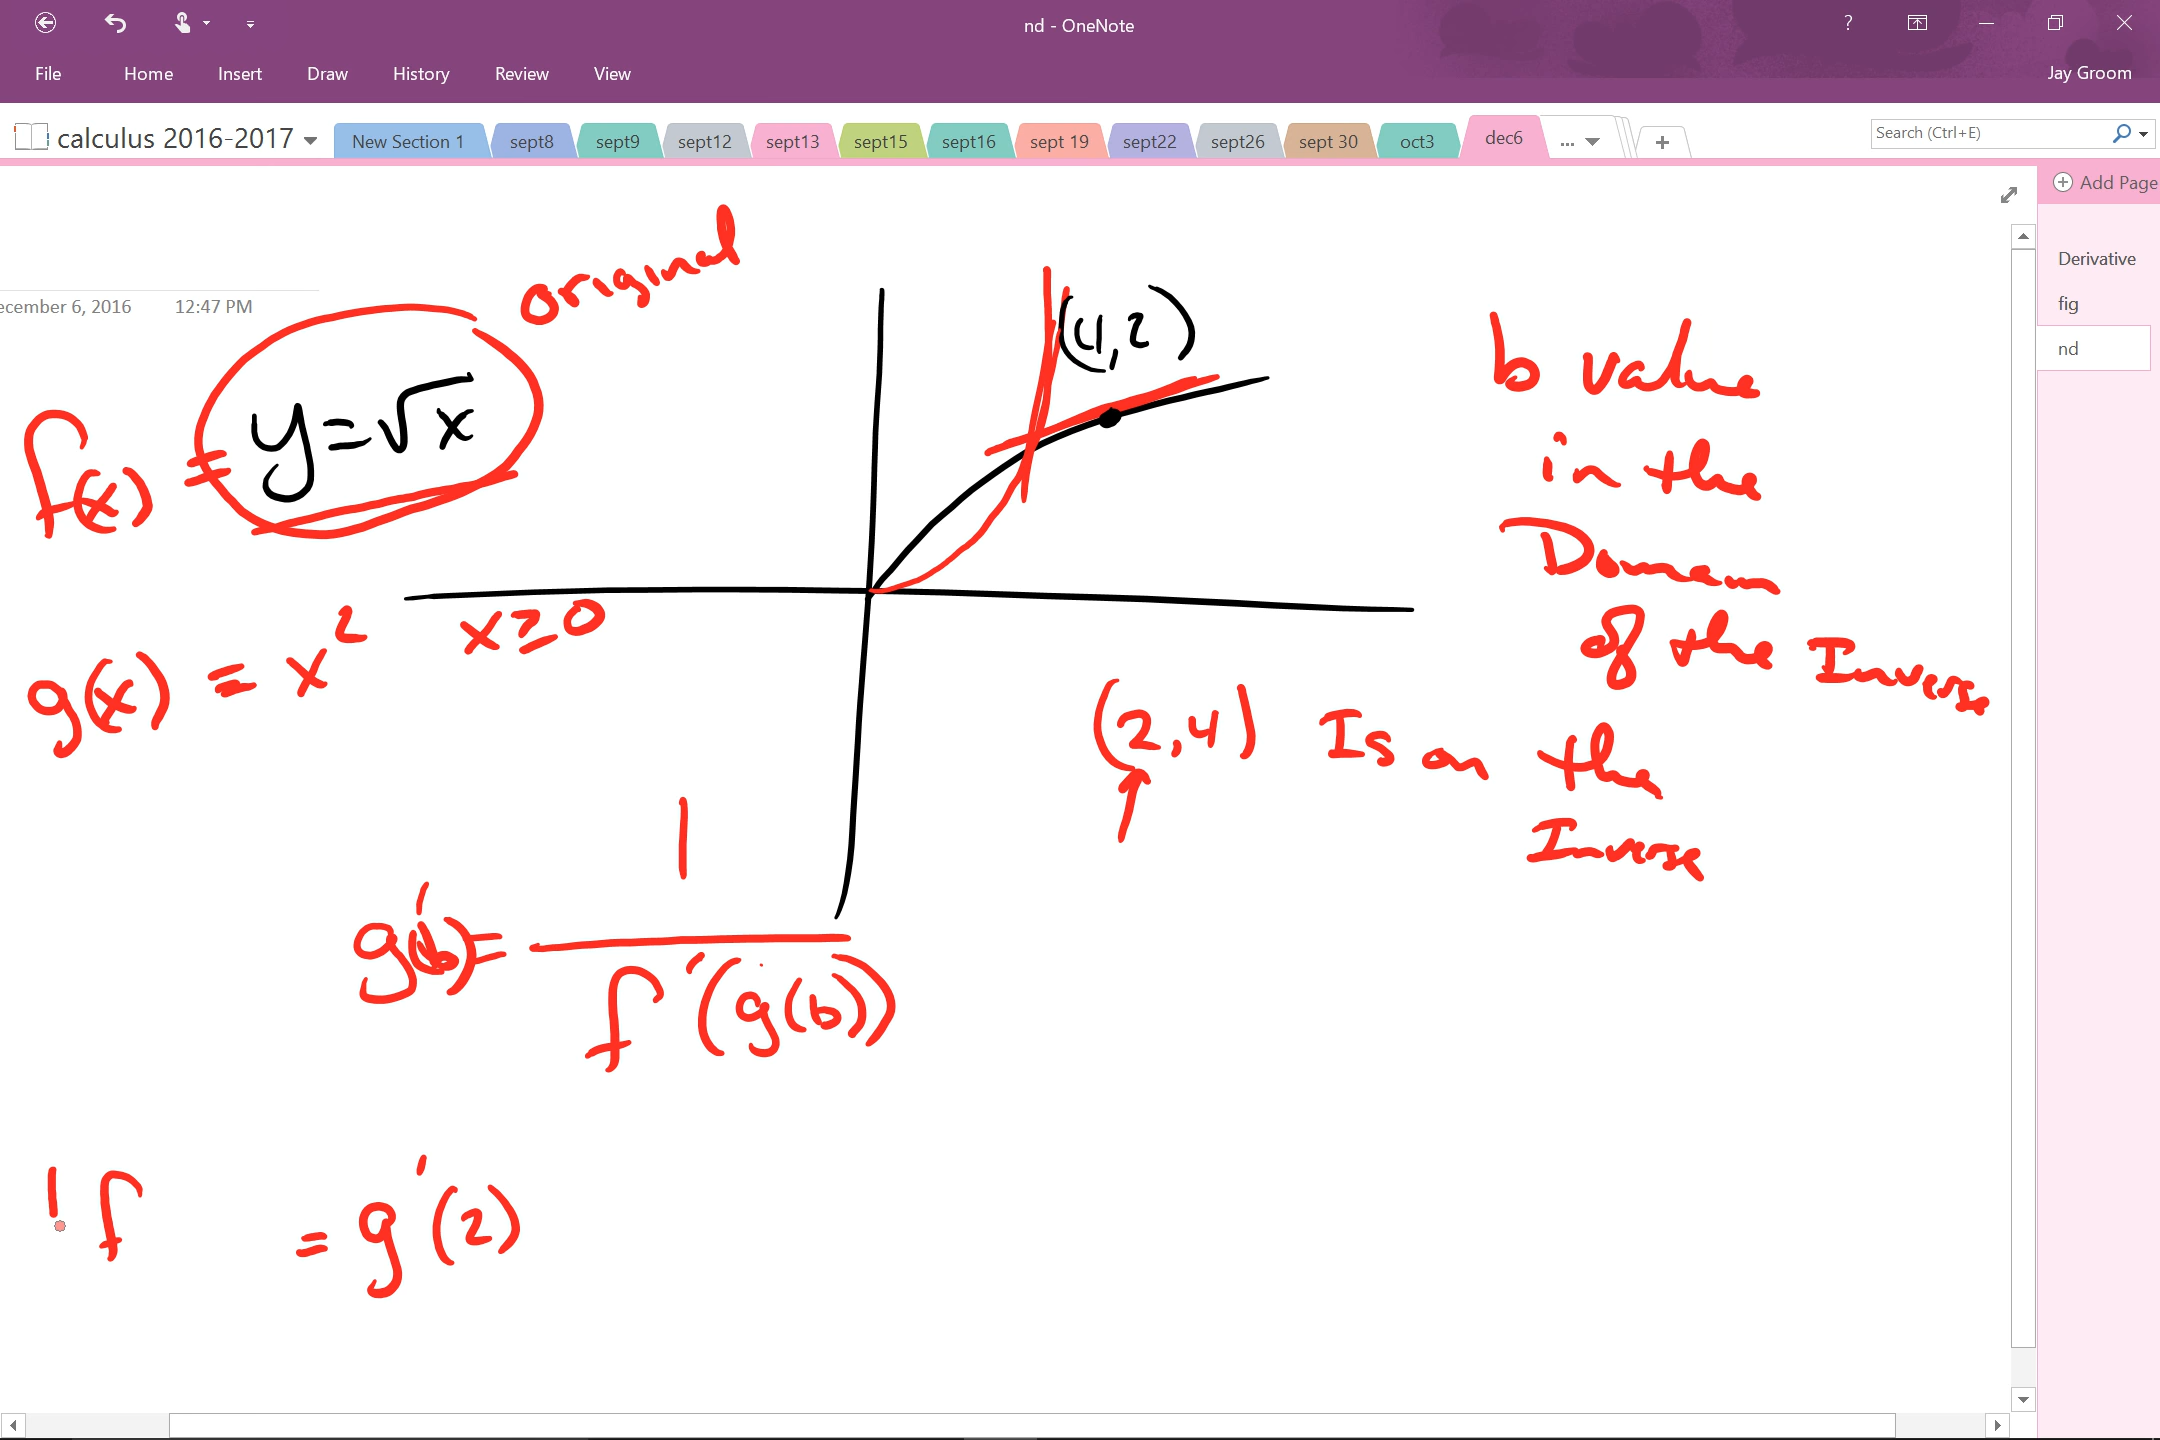 nd - OneNote
?
File Home Insert Draw History Review View
Jay Groom
calculus 2016-2017
New Section 1 sept8 sept9 sept12 sept13 sept15 sept16 sept 19 sept22 sept26 sept 30 oct3 dec6 ... +
Search (Ctrl+E)
Add Page
Derivative
fig
nd
ecember 6, 2016 12:47 PM
original
f(x) = y=√x
(4,2)
b value
in the
Domain
of the Inverse
g(x) = x² x≥0
(2,4) Is on the
Inverse
g'(b) = 1
f'(g(b))
1 f = g'(2)